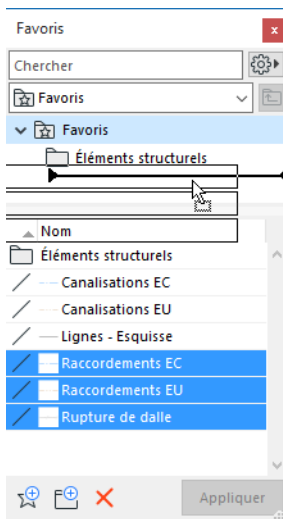 Favoris
Chercher
Favoris
Favoris
Éléments structurels
Nom
Éléments structurels
Canalisations EC
Canalisations EU
Lignes - Esquisse
Raccordements EC
Raccordements EU
Rupture de dalle
Appliquer